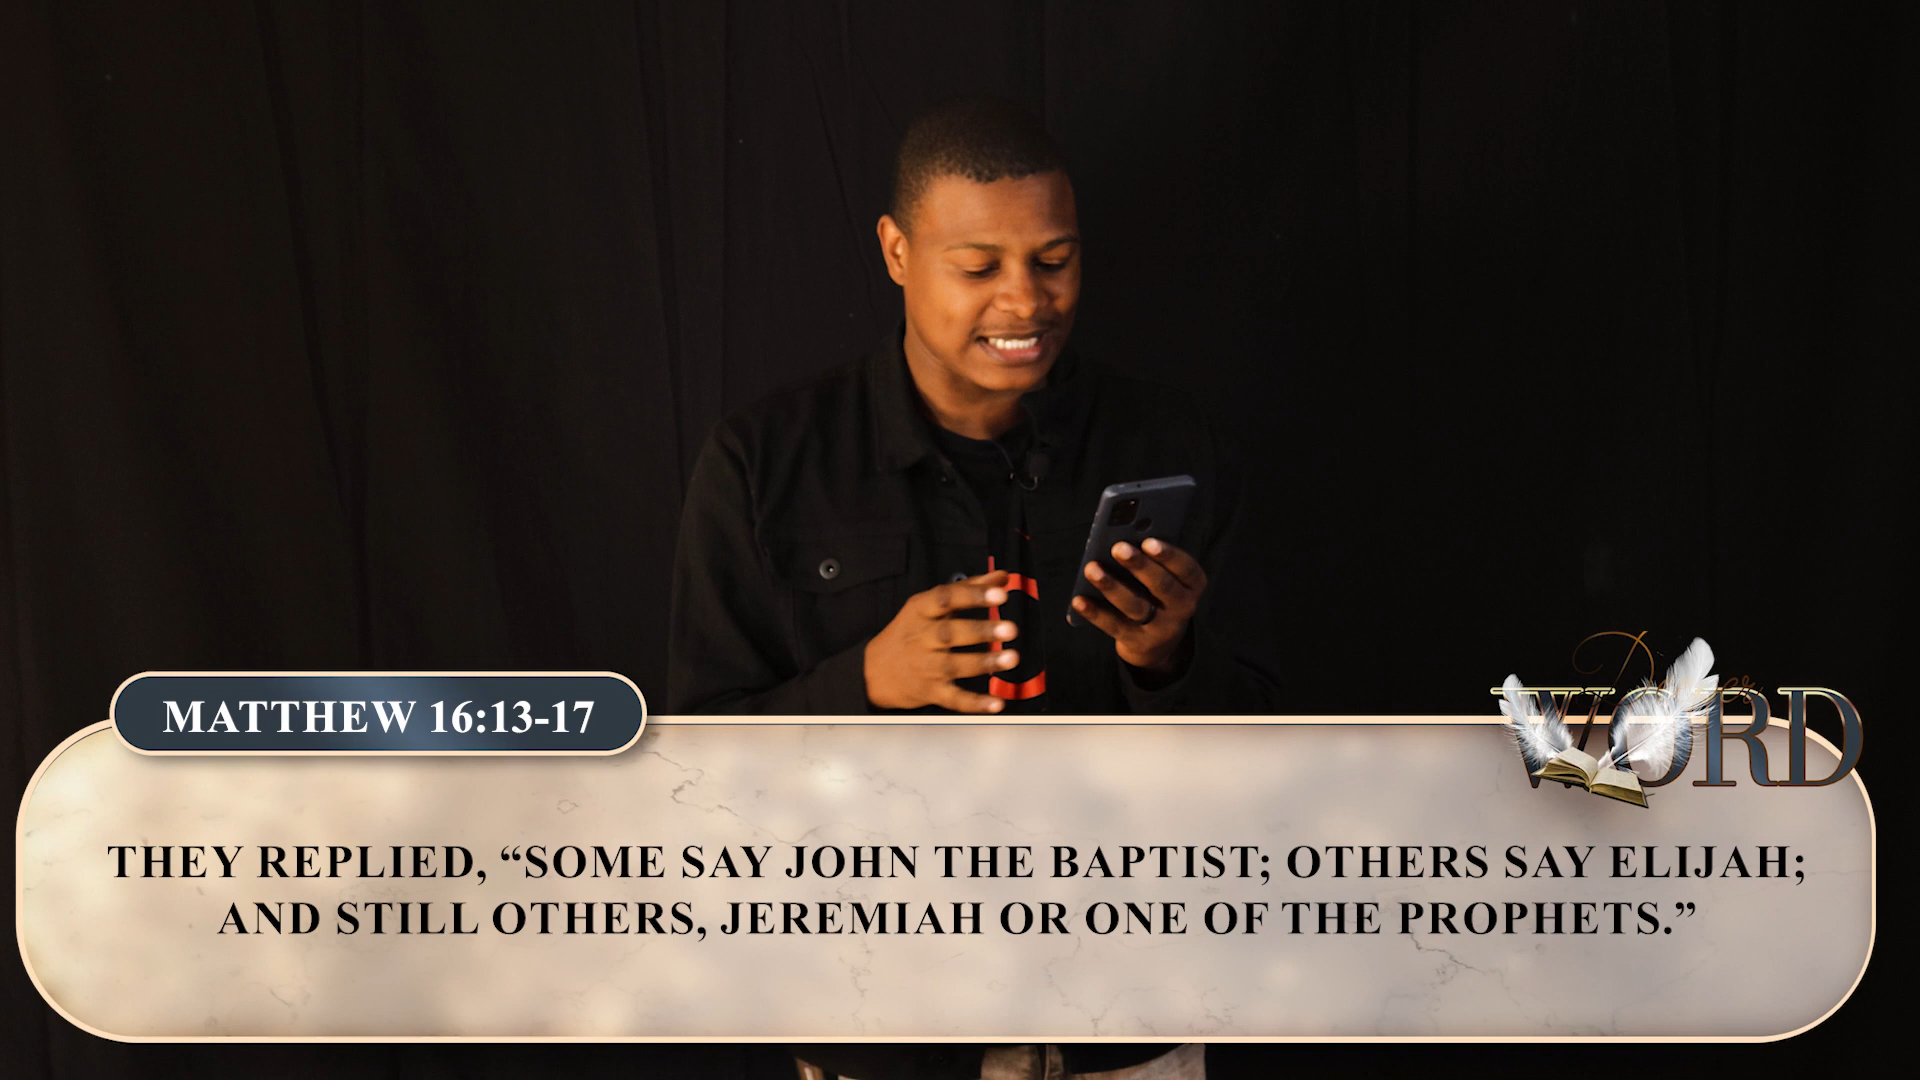 MATTHEW 16:13-17
WORD
THEY REPLIED, “SOME SAY JOHN THE BAPTIST; OTHERS SAY ELIJAH;
AND STILL OTHERS, JEREMIAH OR ONE OF THE PROPHETS.”